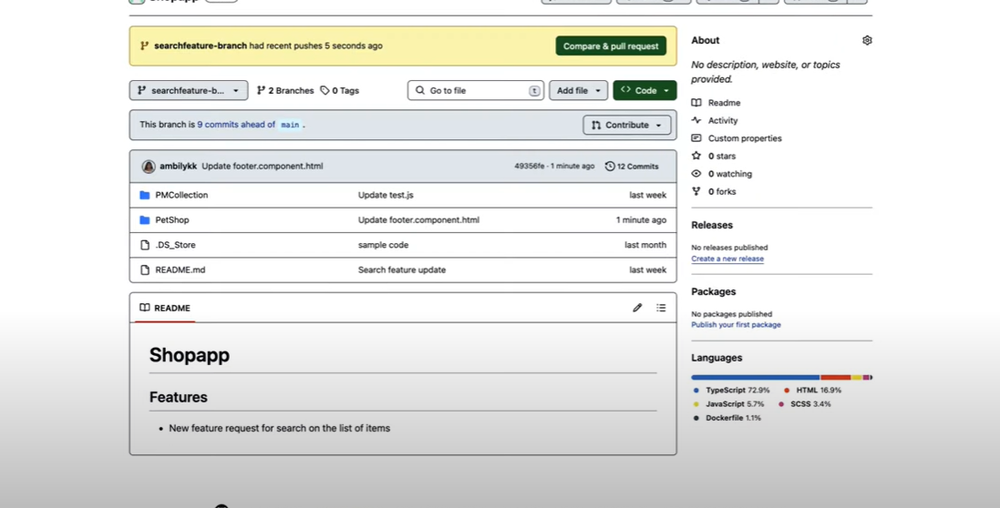 Shopapp
searchfeature-branch had recent pushes 5 seconds ago
Compare & pull request
searchfeature-b...
2 Branches
0 Tags
Go to file
t
Add file
Code
This branch is 9 commits ahead of main .
Contribute
ambilykk Update footer.component.html
49356fe · 1 minute ago
12 Commits
PMCollection Update test.js last week
PetShop Update footer.component.html 1 minute ago
.DS_Store sample code last month
README.md Search feature update last week
README
Shopapp
Features
• New feature request for search on the list of items
About
No description, website, or topics
provided.
Readme
Activity
Custom properties
0 stars
0 watching
0 forks
Releases
No releases published
Create a new release
Packages
No packages published
Publish your first package
Languages
TypeScript 72.9% HTML 16.9%
JavaScript 5.7% SCSS 3.4%
Dockerfile 1.1%